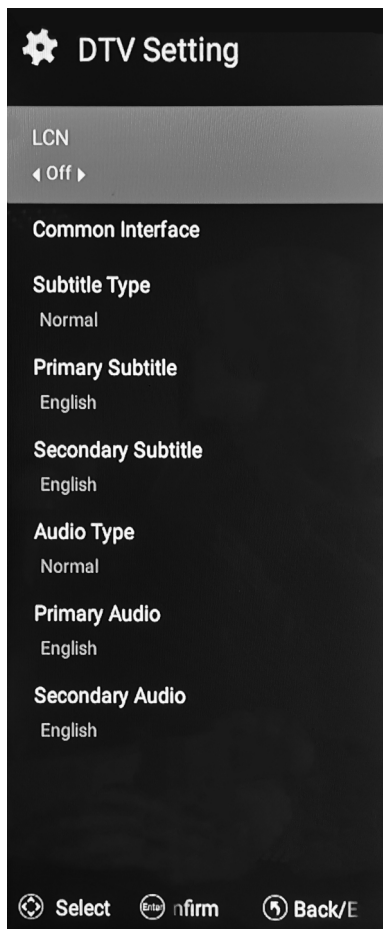 DTV Setting
LCN
Off
Common Interface
Subtitle Type
Normal
Primary Subtitle
English
Secondary Subtitle
English
Audio Type
Normal
Primary Audio
English
Secondary Audio
English
Select Enter nfirm Back/E